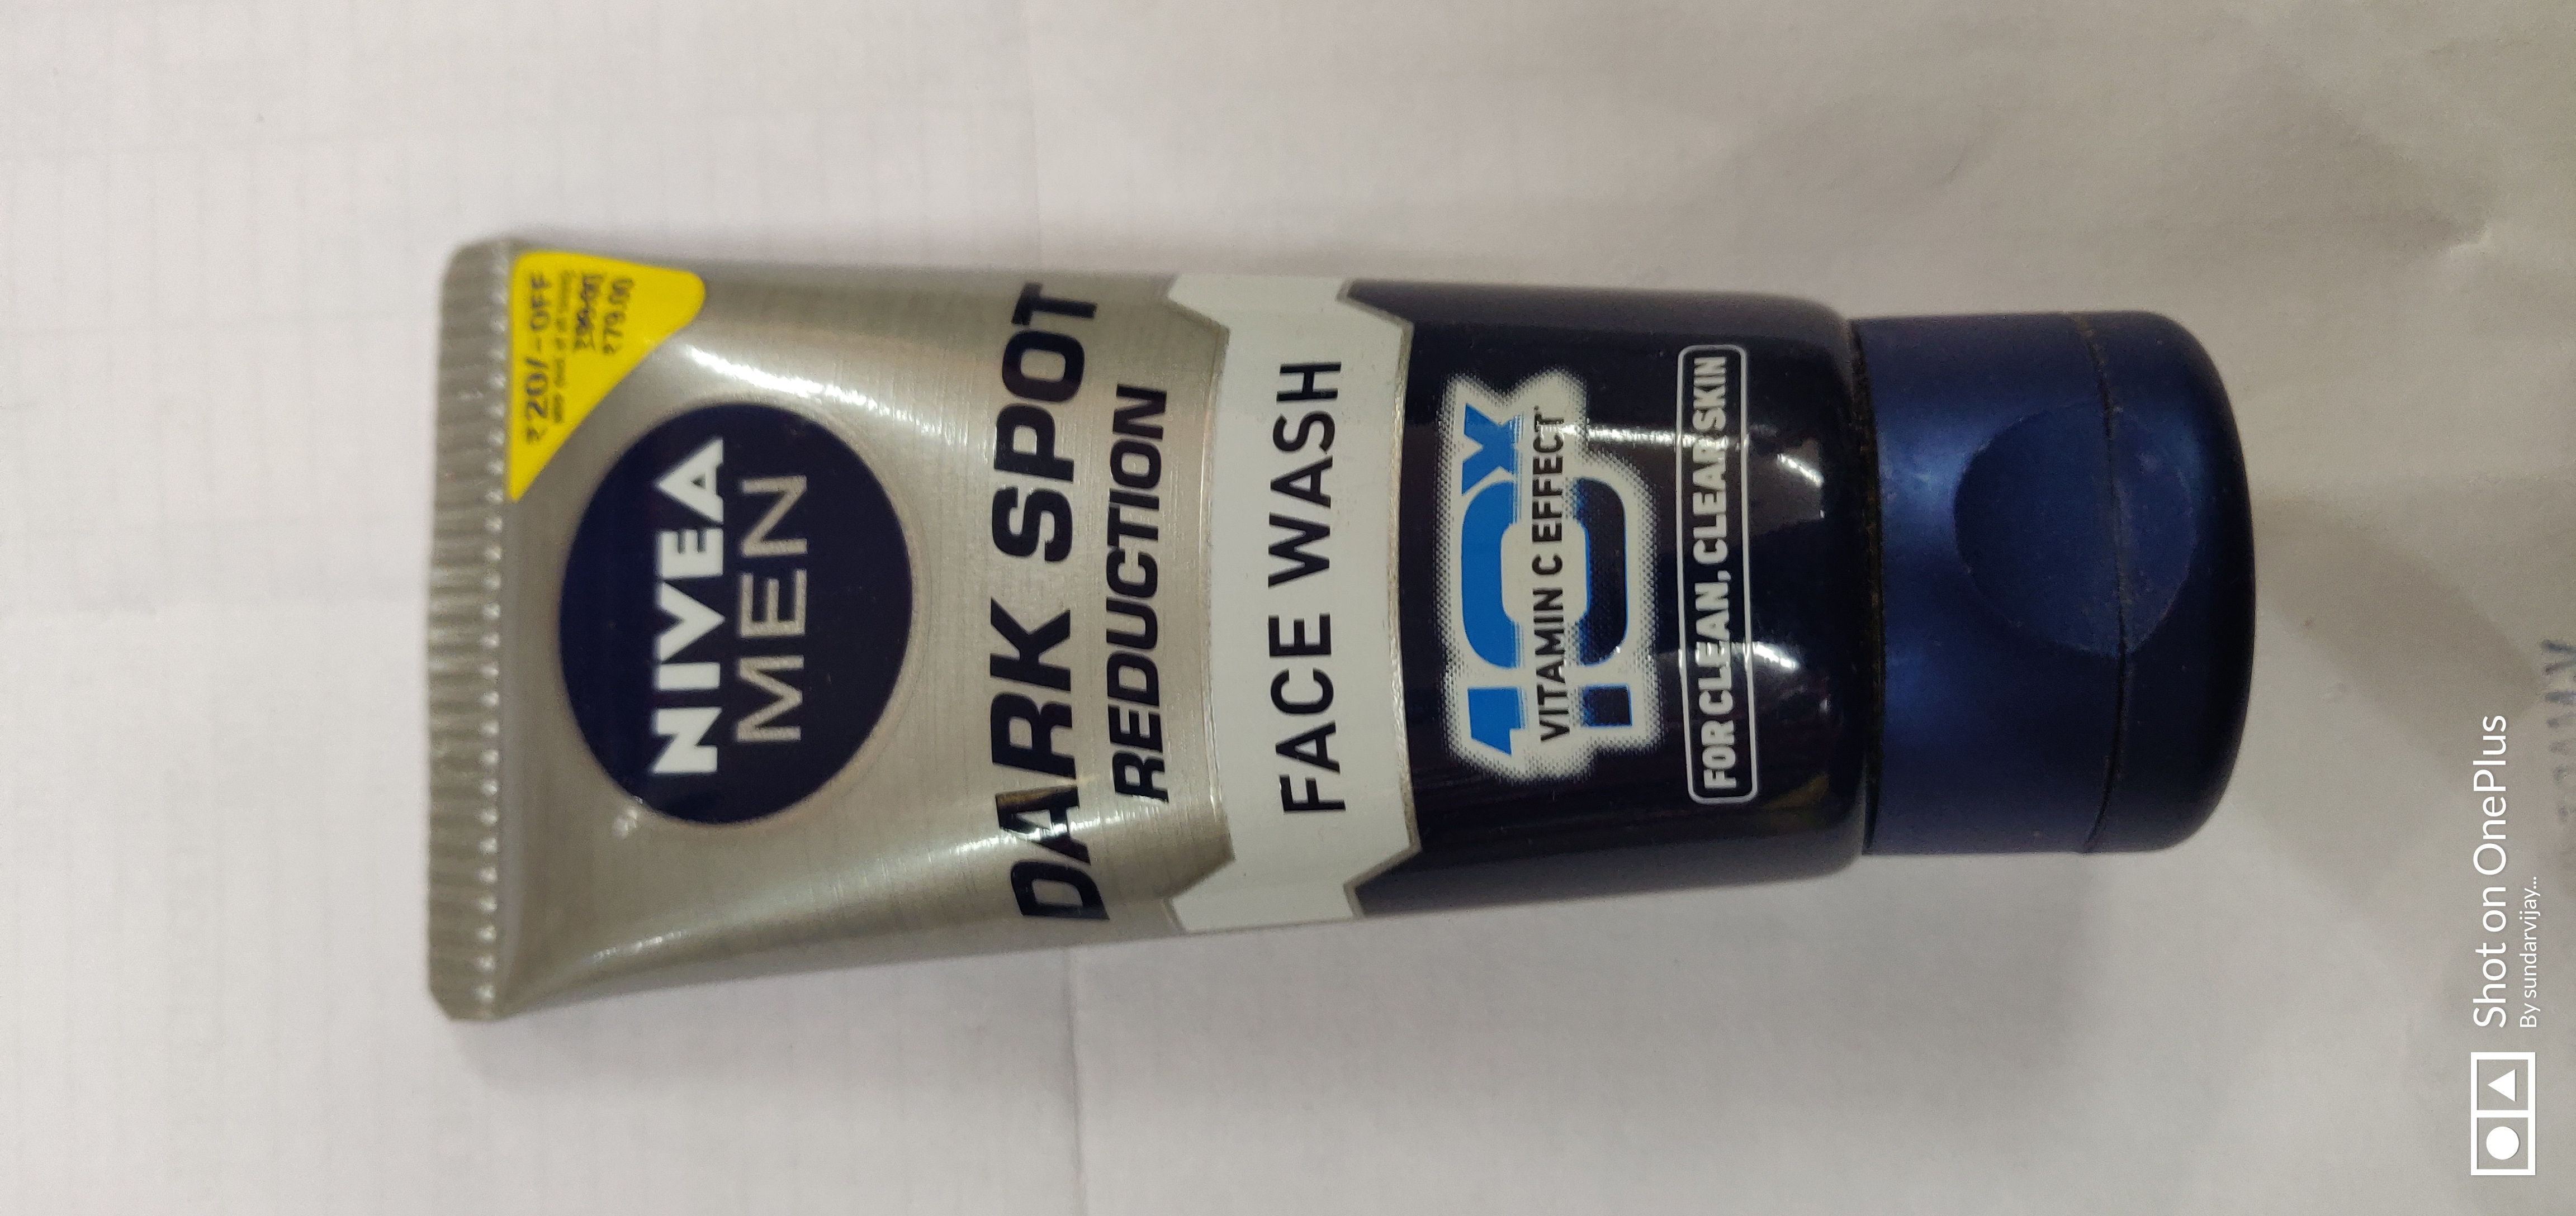 ₹20/-OFF
₹99.00
₹79.00
NIVEA
MEN
DARK SPOT
REDUCTION
FACE WASH
10X
VITAMIN C EFFECT*
FOR CLEAN, CLEAR SKIN
Shot on OnePlus
By sundarvijay...